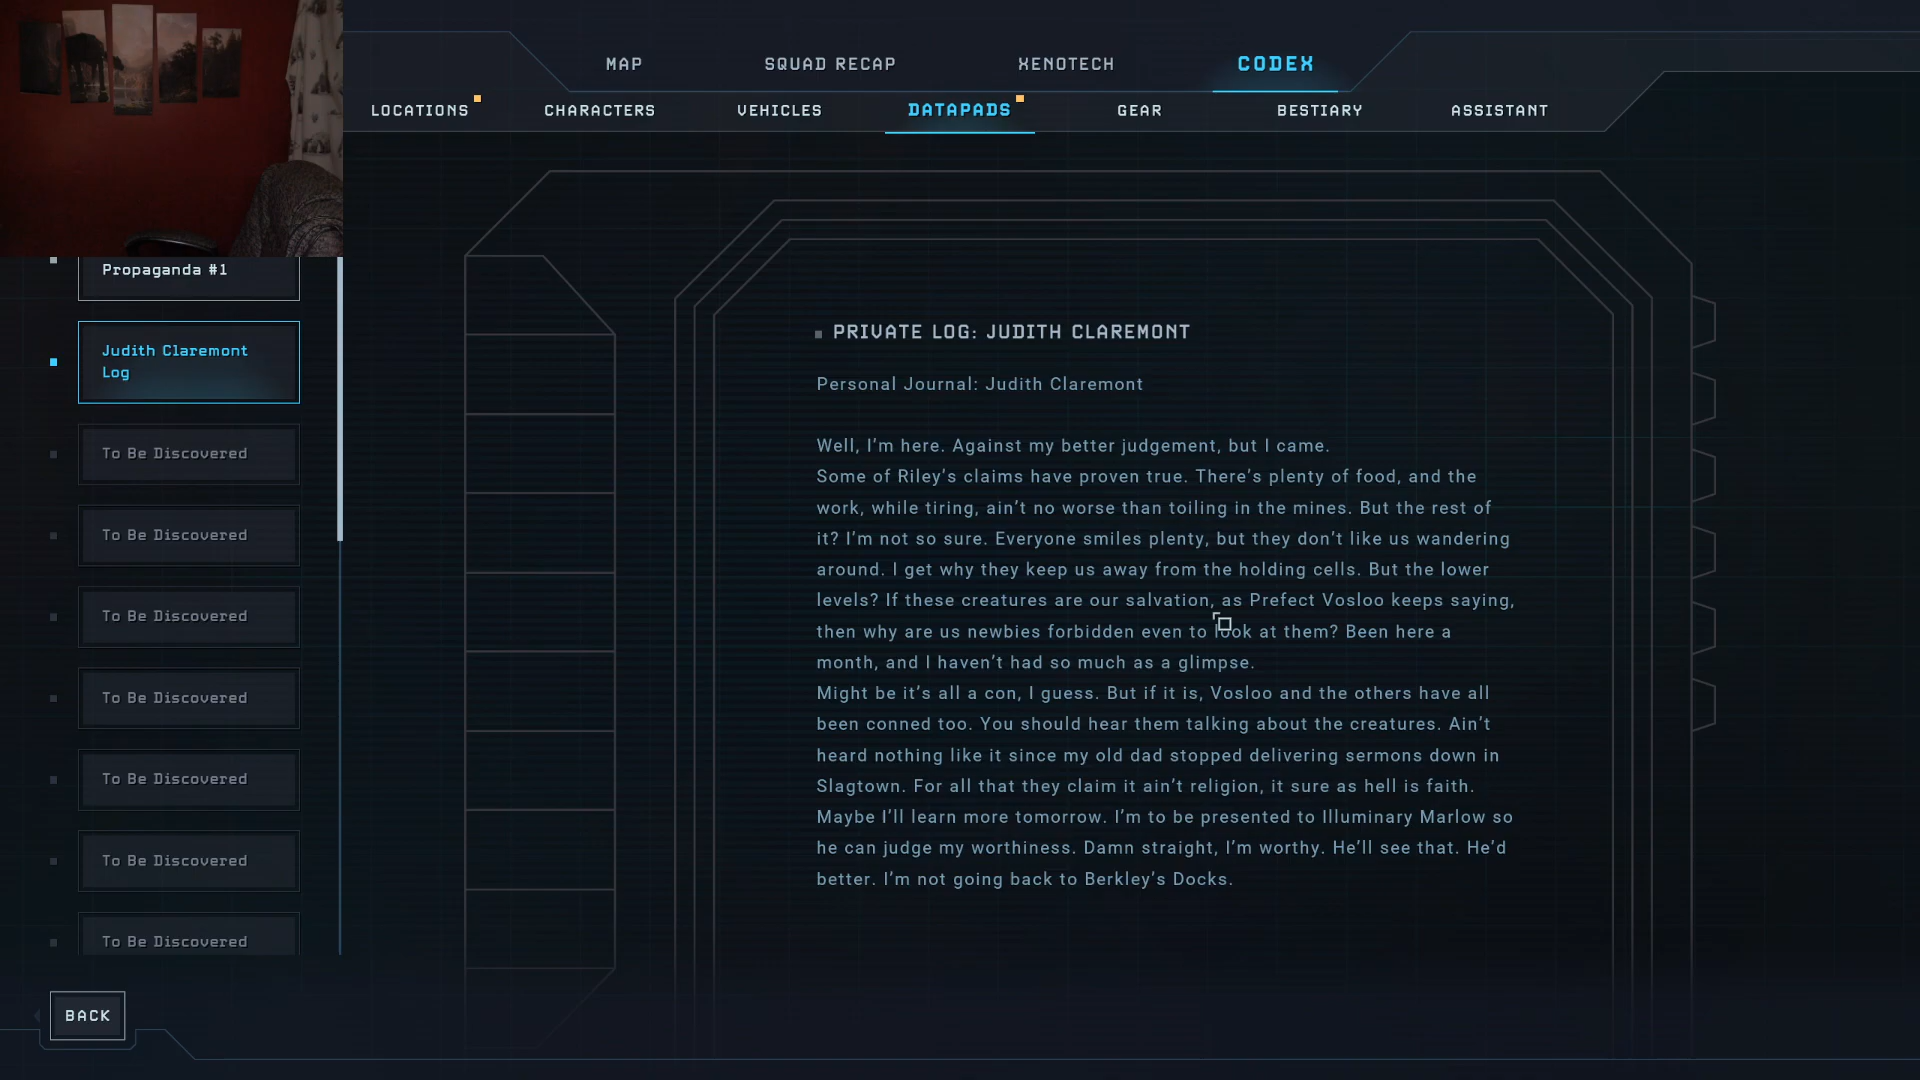 MAP
SQUAD RECAP
XENOTECH
CODEX
LOCATIONS
CHARACTERS
VEHICLES
DATAPADS
GEAR
BESTIARY
ASSISTANT
Propaganda #1
Judith Claremont
Log
To Be Discovered
To Be Discovered
To Be Discovered
To Be Discovered
To Be Discovered
To Be Discovered
To Be Discovered
PRIVATE LOG: JUDITH CLAREMONT
Personal Journal: Judith Claremont
Well, I’m here. Against my better judgement, but I came.
Some of Riley’s claims have proven true. There’s plenty of food, and the
work, while tiring, ain’t no worse than toiling in the mines. But the rest of
it? I’m not so sure. Everyone smiles plenty, but they don’t like us wandering
around. I get why they keep us away from the holding cells. But the lower
levels? If these creatures are our salvation, as Prefect Vosloo keeps saying,
then why are us newbies forbidden even to look at them? Been here a
month, and I haven’t had so much as a glimpse.
Might be it’s all a con, I guess. But if it is, Vosloo and the others have all
been conned too. You should hear them talking about the creatures. Ain’t
heard nothing like it since my old dad stopped delivering sermons down in
Slagtown. For all that they claim it ain’t religion, it sure as hell is faith.
Maybe I’ll learn more tomorrow. I’m to be presented to Illuminary Marlow so
he can judge my worthiness. Damn straight, I’m worthy. He’ll see that. He’d
better. I’m not going back to Berkley’s Docks.
BACK